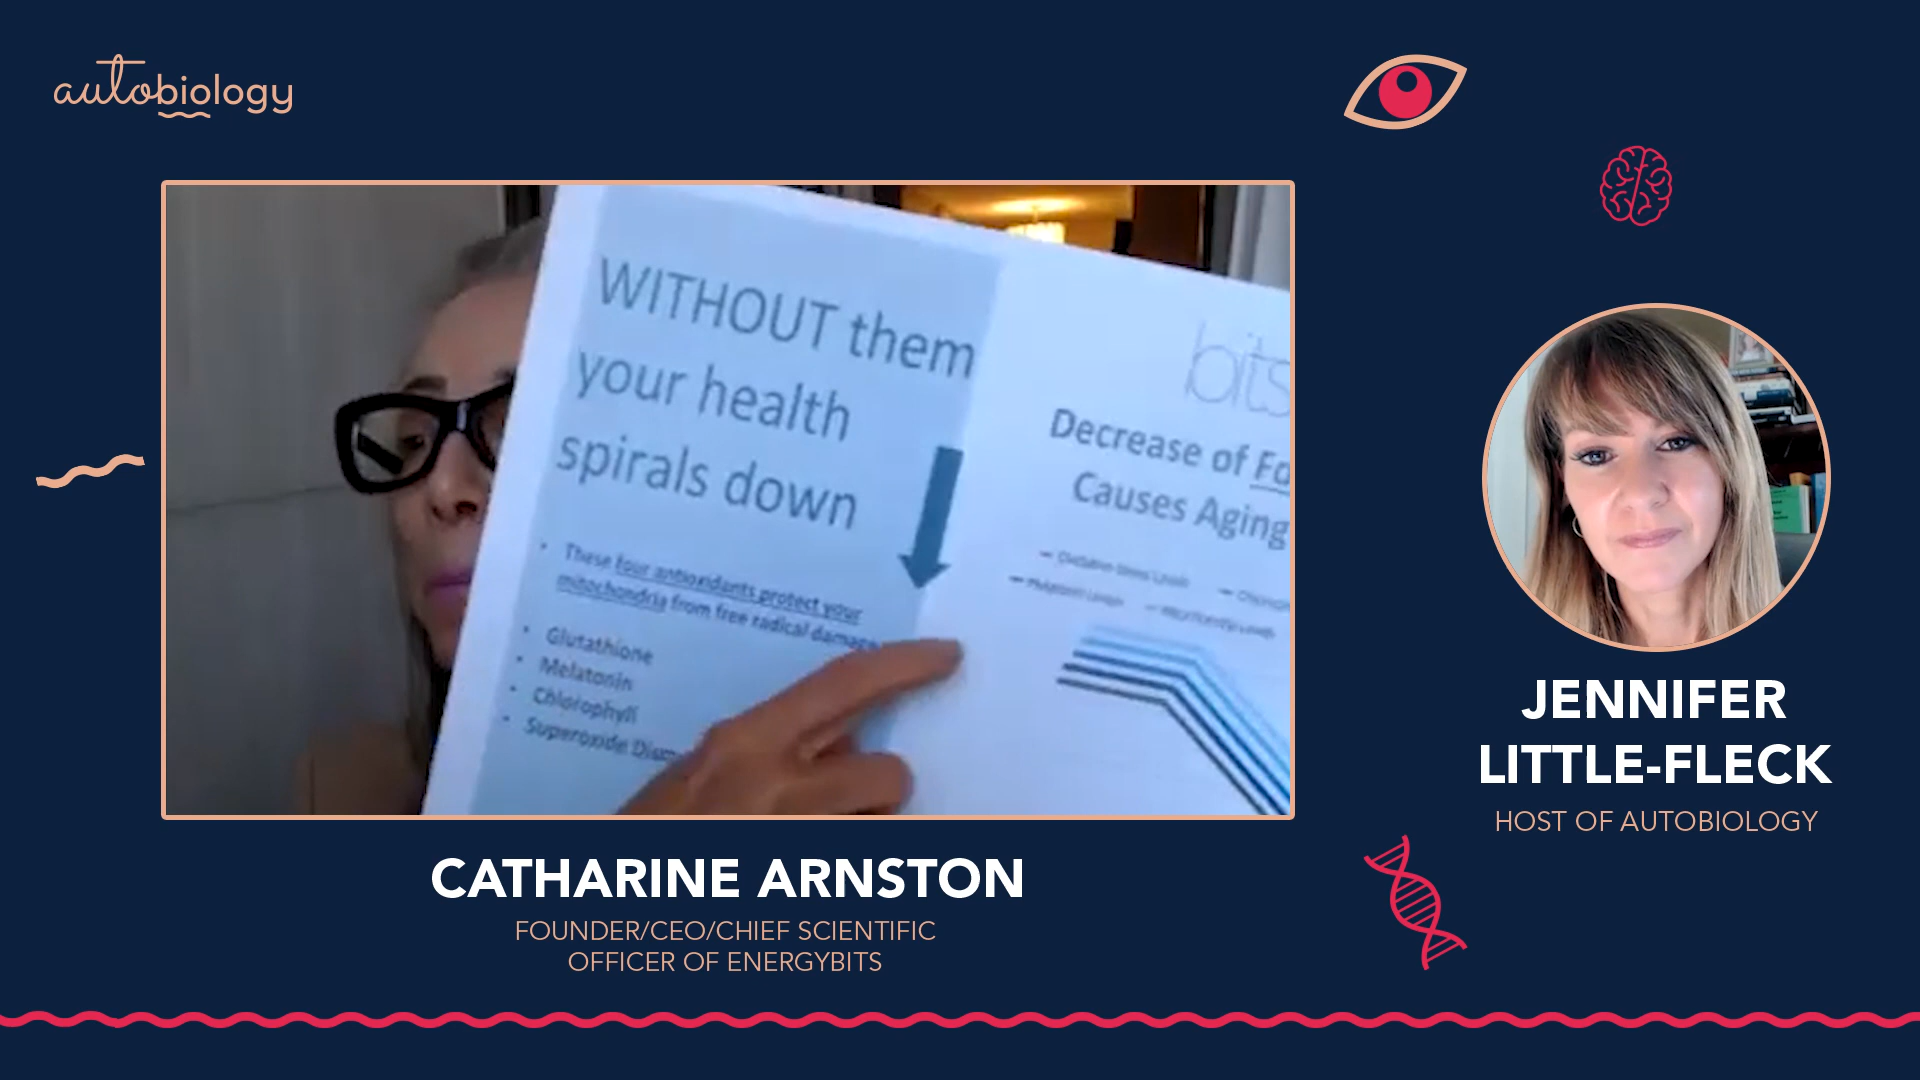 autobiology
WITHOUT them
your health
spirals down
These four antioxidants protect your
mitochondria from free radical damage
Glutathione
Melatonin
Chlorophyll
Superoxide
bits
Decrease of
Causes Aging
CATHARINE ARNSTON
FOUNDER/CEO/CHIEF SCIENTIFIC
OFFICER OF ENERGYBITS
JENNIFER
LITTLE-FLECK
HOST OF AUTOBIOLOGY